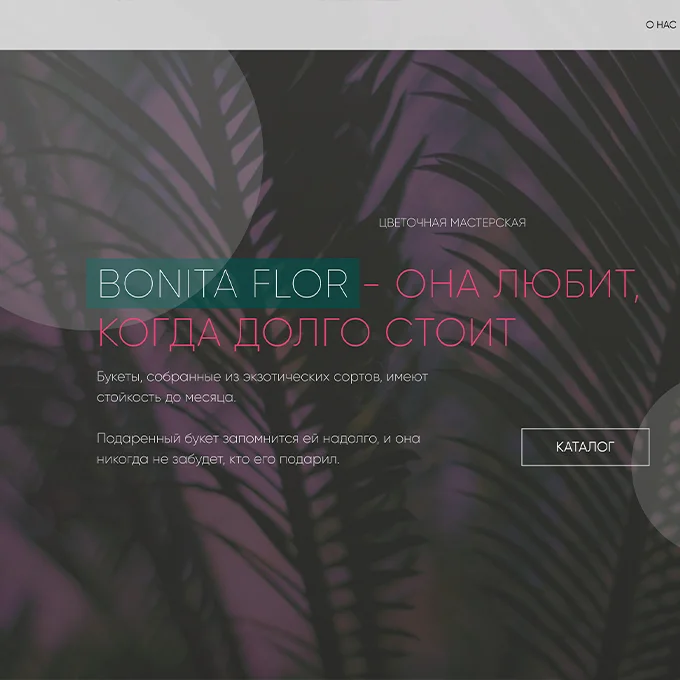 О НАС
ЦВЕТОЧНАЯ МАСТЕРСКАЯ
BONITA FLOR – ОНА ЛЮБИТ,
КОГДА ДОЛГО СТОИТ
Букеты, собранные из экзотических сортов, имеют
стойкость до месяца.
Подаренный букет запомнится ей надолго, и она
никогда не забудет, кто его подарил.
КАТАЛОГ